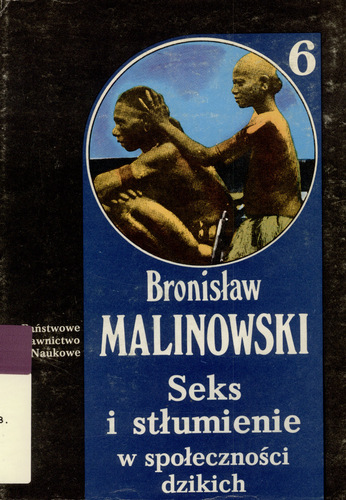 6
Bronisław
MALINOWSKI
Państwowe
Naukowe
Seks
i stłumienie
w społeczności
dzikich